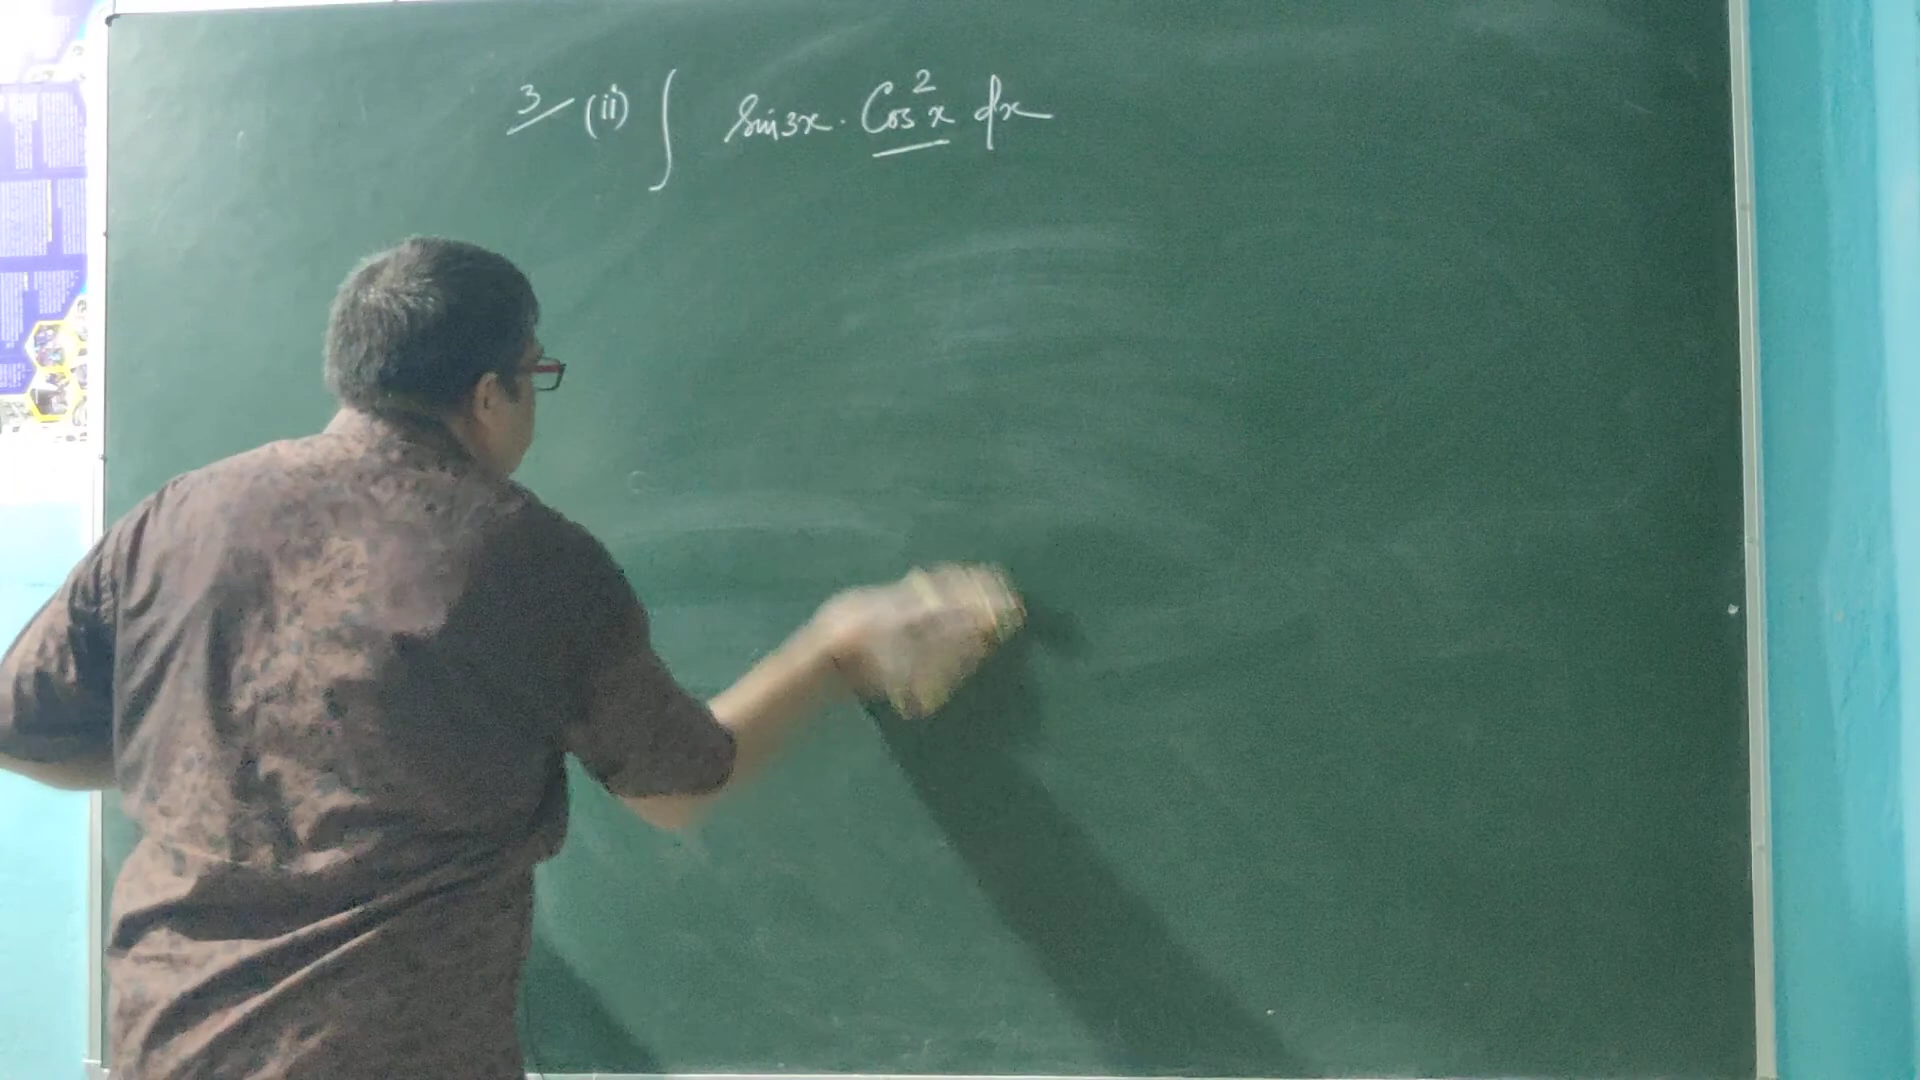 3/ (ii) ∫ Sin3x . Cos²x dx